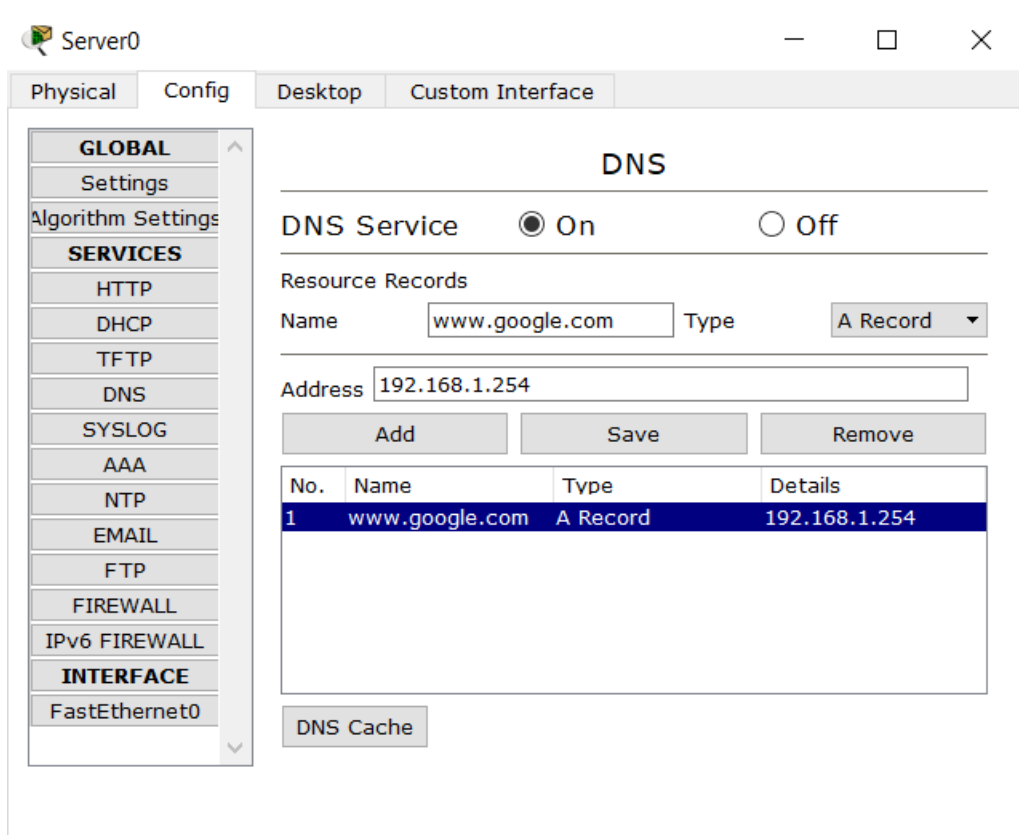 Server0
Physical Config Desktop Custom Interface
GLOBAL
Settings
Algorithm Settings
SERVICES
HTTP
DHCP
TFTP
DNS
SYSLOG
AAA
NTP
EMAIL
FTP
FIREWALL
IPv6 FIREWALL
INTERFACE
FastEthernet0
DNS
DNS Service On Off
Resource Records
Name www.google.com Type A Record
Address 192.168.1.254
Add Save Remove
No. Name Type Details
1 www.google.com A Record 192.168.1.254
DNS Cache